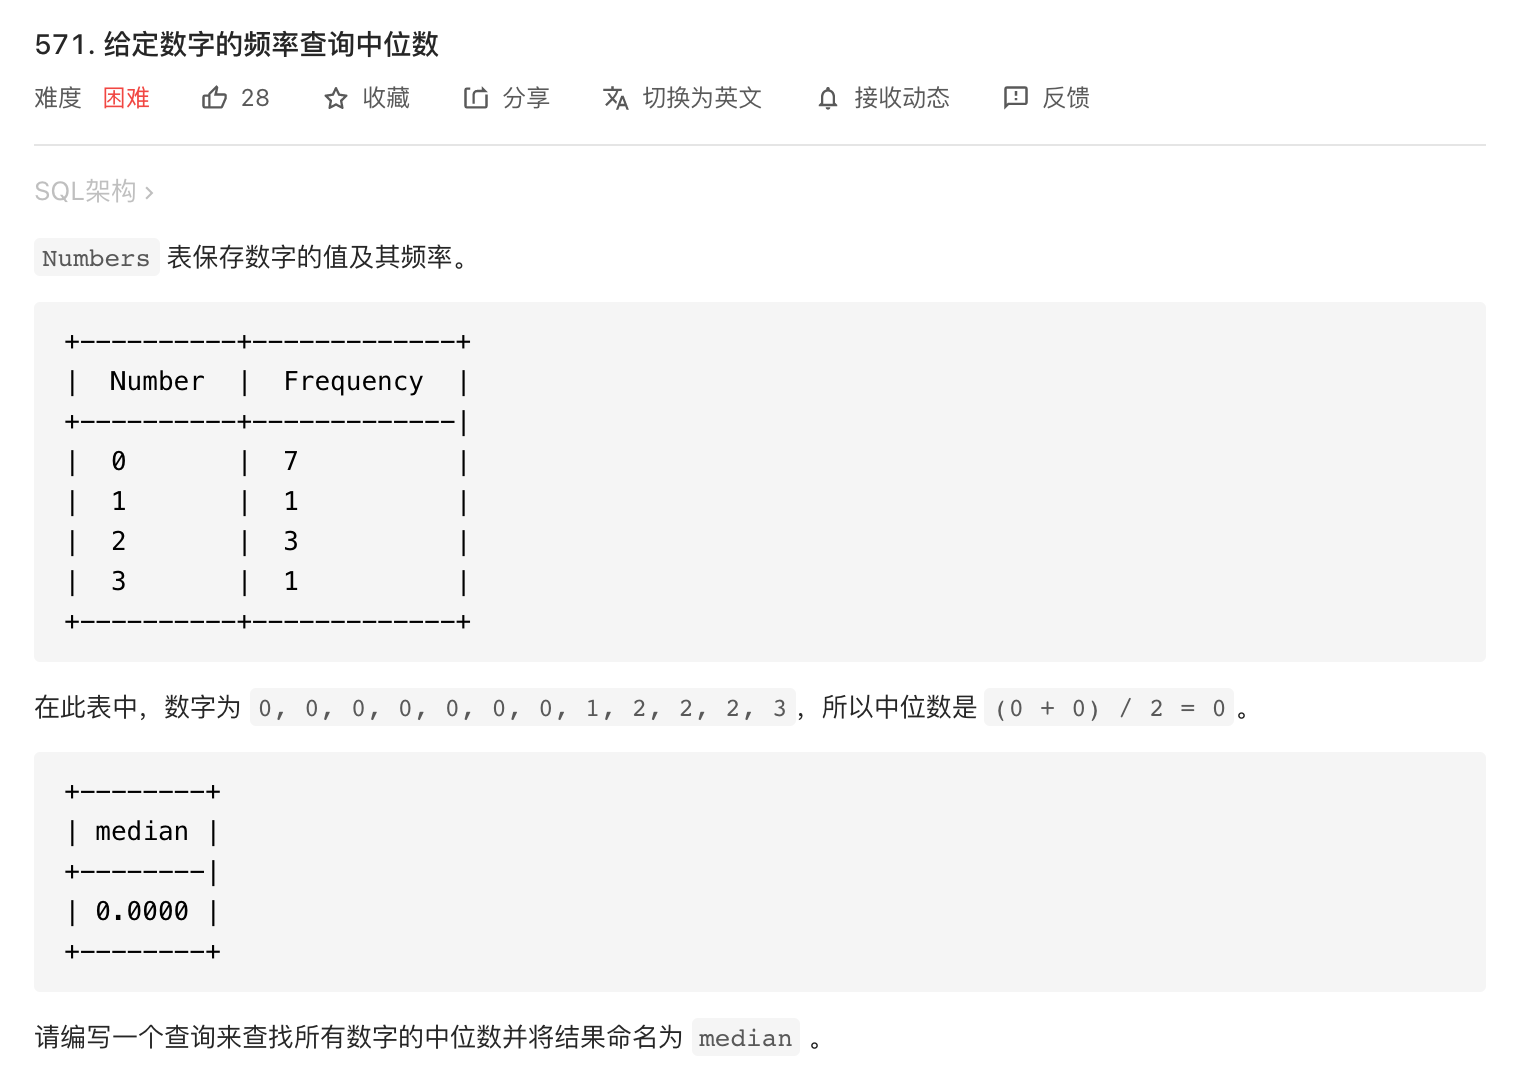 571. 给定数字的频率查询中位数
难度 困难 28 收藏 分享 切换为英文 接收动态 反馈
SQL架构 >
Numbers 表保存数字的值及其频率。
+----------+-------------+
|  Number  |  Frequency  |
+----------+-------------|
|  0       |  7          |
|  1       |  1          |
|  2       |  3          |
|  3       |  1          |
+----------+-------------+
在此表中，数字为 0, 0, 0, 0, 0, 0, 0, 1, 2, 2, 2, 3，所以中位数是 (0 + 0) / 2 = 0。
+--------+
| median |
+--------|
| 0.0000 |
+--------+
请编写一个查询来查找所有数字的中位数并将结果命名为 median 。